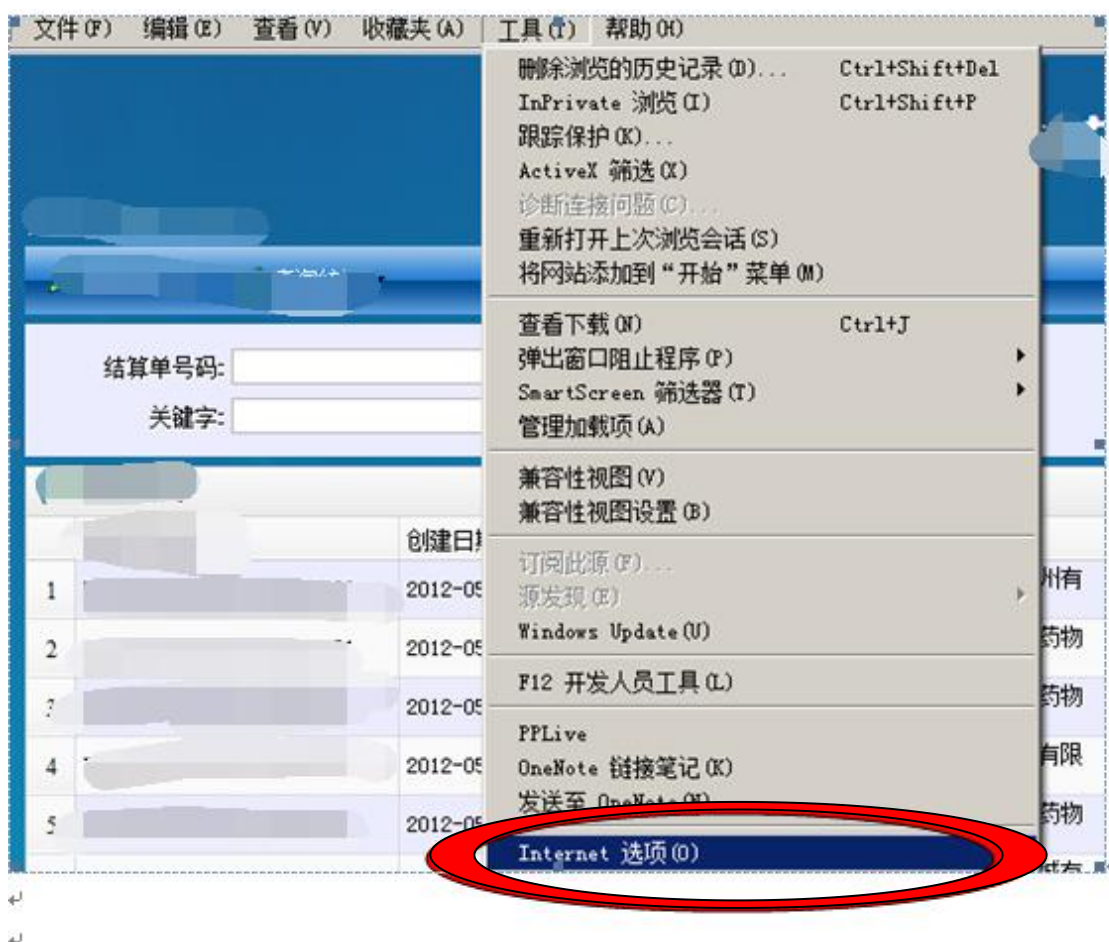 文件(F) 编辑(E) 查看(V) 收藏夹(A) 工具(T) 帮助(H)
删除浏览的历史记录(D)... Ctrl+Shift+Del
InPrivate 浏览(I) Ctrl+Shift+P
跟踪保护(K)...
ActiveX 筛选(X)
诊断连接问题(C)...
重新打开上次浏览会话(S)
将网站添加到“开始”菜单(M)
查看下载(N) Ctrl+J
结算单号码:
弹出窗口阻止程序(P)
SmartScreen 筛选器(T)
关键字:
管理加载项(A)
兼容性视图(V)
兼容性视图设置(B)
创建日期
订阅此源(F)...
1 2012-05 州有
源发现(E)
Windows Update(U)
2 2012-05 药物
F12 开发人员工具(L)
3 2012-05 药物
PPLive
4 2012-05 有限
OneNote 链接笔记(K)
发送至 OneNote(N)
5 2012-05 药物
Internet 选项(O)